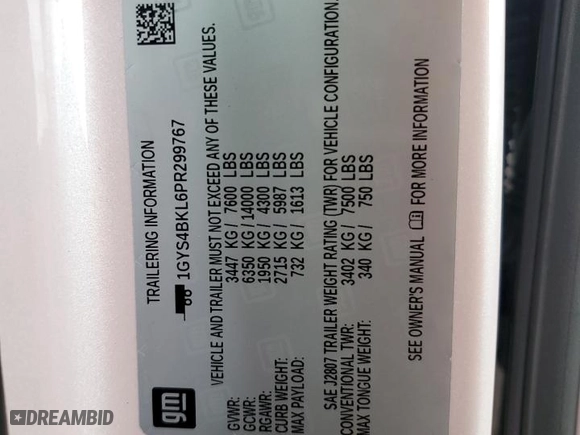 gm
TRAILERING INFORMATION
1GYS4BKL6PR299767
VEHICLE AND TRAILER MUST NOT EXCEED ANY OF THESE VALUES.
GVWR: 3447 KG / 7600 LBS
GCWR: 6350 KG / 14000 LBS
RGAWR: 1950 KG / 4300 LBS
CURB WEIGHT: 2715 KG / 5987 LBS
MAX PAYLOAD: 732 KG / 1613 LBS
SAE J2807 TRAILER WEIGHT RATING (TWR) FOR VEHICLE CONFIGURATION.
CONVENTIONAL TWR: 3402 KG / 7500 LBS
MAX TONGUE WEIGHT: 340 KG / 750 LBS
SEE OWNER'S MANUAL FOR MORE INFORMATION
DREAMBID